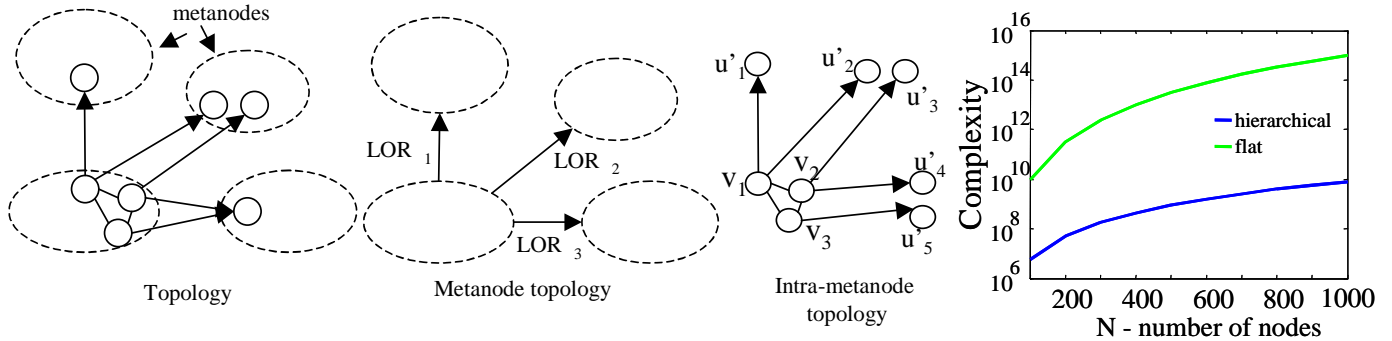 metanodes
Topology
LOR 1
LOR 2
LOR 3
Metanode topology
u'1
u'2
u'3
v1
v2
u'4
v3
u'5
Intra-metanode
topology
10^16
10^14
10^12
10^10
10^8
10^6
Complexity
hierarchical
flat
200 400 600 800 1000
N - number of nodes